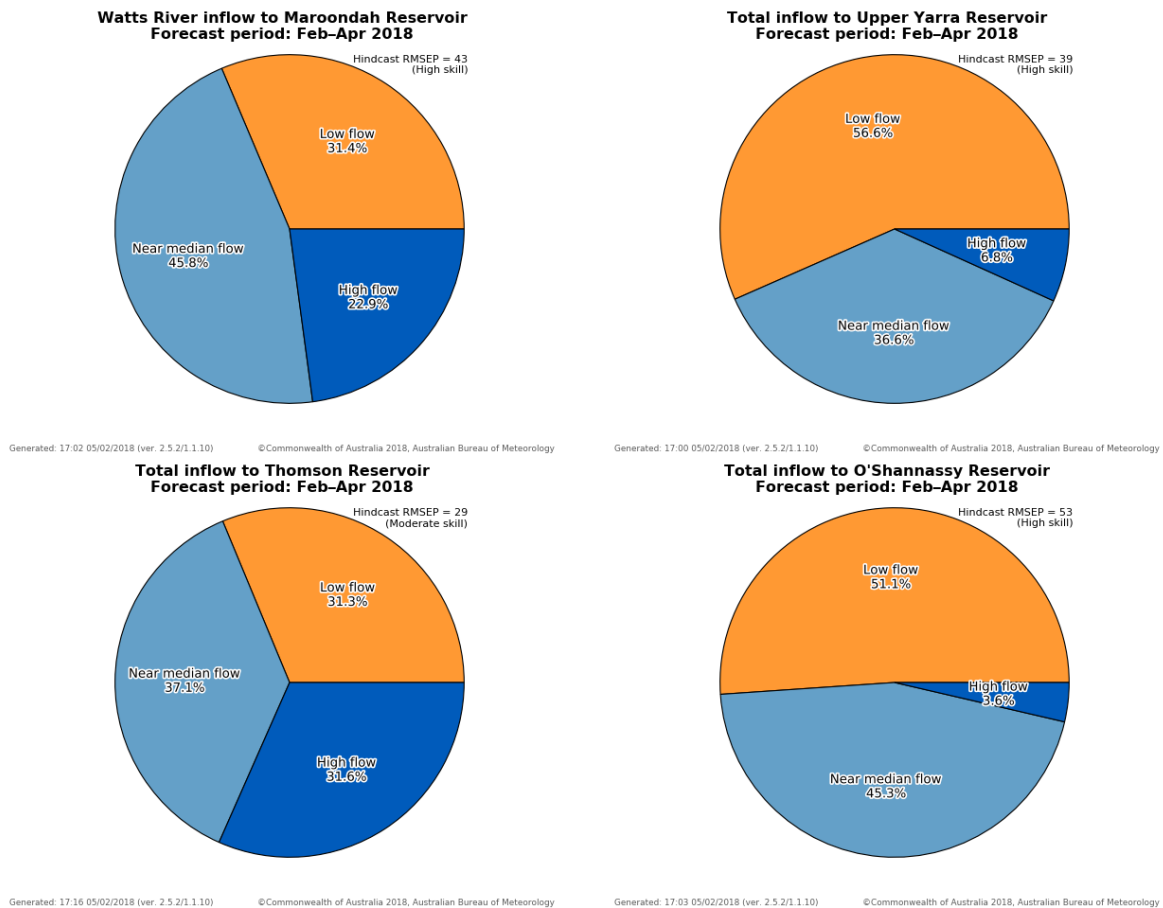 Watts River inflow to Maroondah Reservoir
Forecast period: Feb–Apr 2018
Hindcast RMSEP = 43
(High skill)
Low flow
31.4%
Near median flow
45.8%
High flow
22.9%
Generated: 17:02 05/02/2018 (ver. 2.5.2/1.1.10)
©Commonwealth of Australia 2018, Australian Bureau of Meteorology
Total inflow to Upper Yarra Reservoir
Forecast period: Feb–Apr 2018
Hindcast RMSEP = 39
(High skill)
Low flow
56.6%
High flow
6.8%
Near median flow
36.6%
Generated: 17:00 05/02/2018 (ver. 2.5.2/1.1.10)
©Commonwealth of Australia 2018, Australian Bureau of Meteorology
Total inflow to Thomson Reservoir
Forecast period: Feb–Apr 2018
Hindcast RMSEP = 29
(Moderate skill)
Low flow
31.3%
Near median flow
37.1%
High flow
31.6%
Generated: 17:16 05/02/2018 (ver. 2.5.2/1.1.10)
©Commonwealth of Australia 2018, Australian Bureau of Meteorology
Total inflow to O'Shannassy Reservoir
Forecast period: Feb–Apr 2018
Hindcast RMSEP = 53
(High skill)
Low flow
51.1%
High flow
3.6%
Near median flow
45.3%
Generated: 17:03 05/02/2018 (ver. 2.5.2/1.1.10)
©Commonwealth of Australia 2018, Australian Bureau of Meteorology